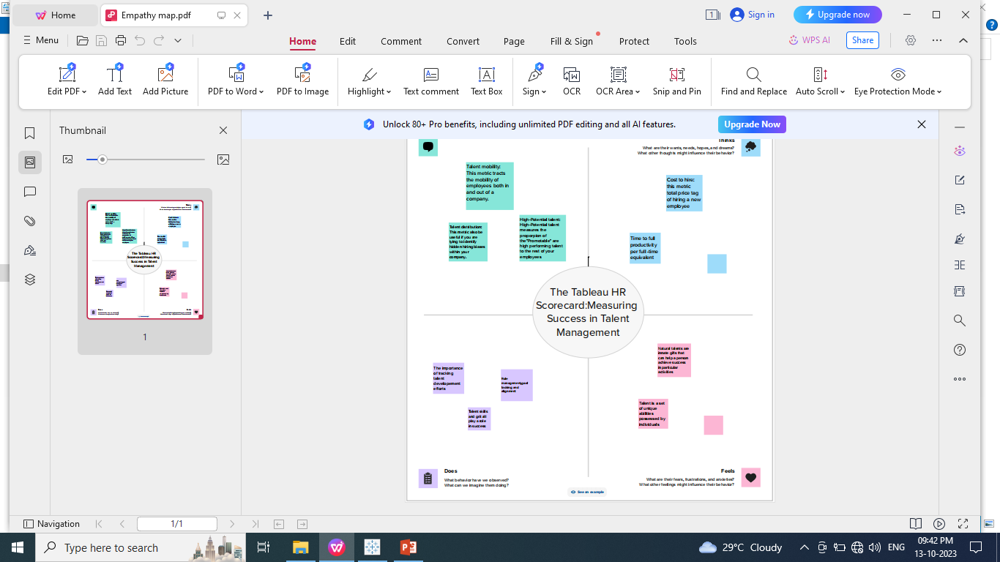 Home
Empathy map.pdf
1
Sign in
Upgrade now
Menu
Home
Edit
Comment
Convert
Page
Fill & Sign
Protect
Tools
WPS AI
Share
Edit PDF
Add Text
Add Picture
PDF to Word
PDF to Image
Highlight
Text comment
Text Box
Sign
OCR
OCR Area
Snip and Pin
Find and Replace
Auto Scroll
Eye Protection Mode
Thumbnail
Unlock 80+ Pro benefits, including unlimited PDF editing and all AI features.
Upgrade Now
The Tableau HR
Scorecard:Measuring
Success in Talent
Management
1
Thinks
What are their wants, needs, hopes, and dreams?
What other thoughts might influence their behavior?
Talent mobility:
This metric tracts
the mobility of
employees both in
and out of a
company.
Cost to hire:
this metric
total price tag
of hiring a new
employee
Talent distribution:
This metric also be
useful if you are
tying to identify
hidden hiring biases
within your
company.
High-Potential talent:
High-Potential talent
measures the
proporpion of
the"Promotable" are
high performing talent
to the rest of your
employees
Time to full
productivity
per full-time
equivalent
The Tableau HR
Scorecard:Measuring
Success in Talent
Management
Natural talents are
innate gifts that
can help a person
achieve success
in particular
activities
The importance
of tracking
talent
developement
efforts
Role
management,goal
tasking and
alignment
Talent skills
and grit all
play a role
in success
Talent is a set
of unique
abilities
possessed by
individuals
Does
What behavior have we observed?
What can we imagine them doing?
Feels
What are their fears, frustrations, and anxieties?
What other feelings might influence their behavior?
See an example
Navigation
1/1
Type here to search
29°C Cloudy
ENG
09:42 PM
13-10-2023